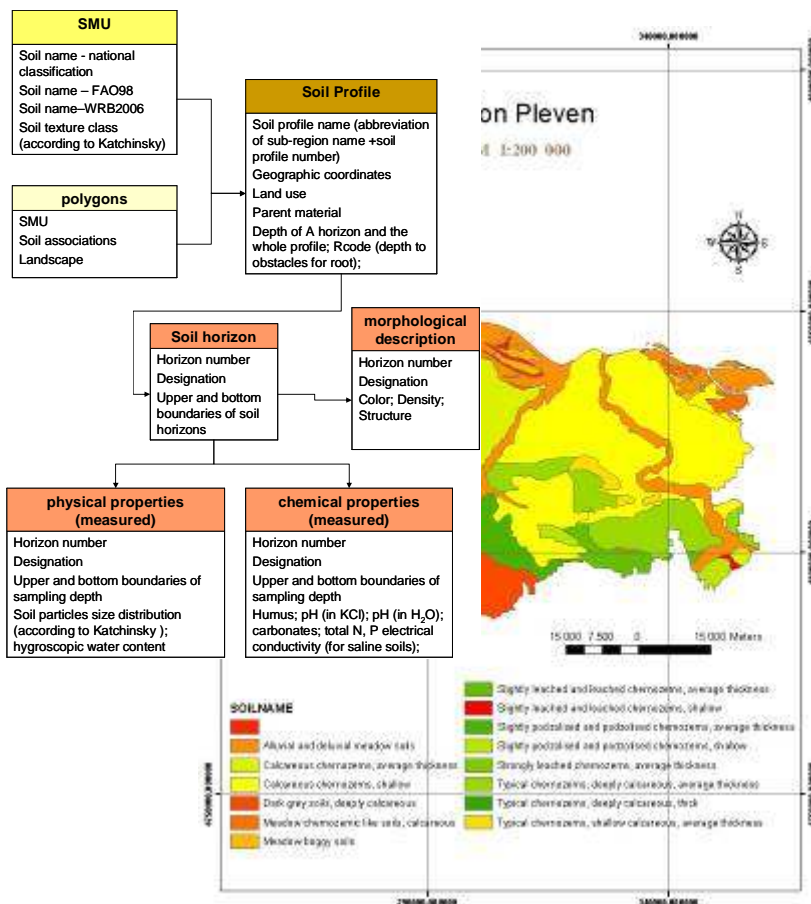 SMU
Soil name - national
classification
Soil name – FAO98
Soil name–WRB2006
Soil texture class
(according to Katchinsky)
polygons
SMU
Soil associations
Landscape
Soil Profile
Soil profile name (abbreviation
of sub-region name +soil
profile number)
Geographic coordinates
Land use
Parent material
Depth of A horizon and the
whole profile; Rcode (depth to
obstacles for root);
Soil horizon
Horizon number
Designation
Upper and bottom
boundaries of soil
horizons
morphological
description
Horizon number
Designation
Color; Density;
Structure
physical properties
(measured)
Horizon number
Designation
Upper and bottom boundaries of
sampling depth
Soil particles size distribution
(according to Katchinsky );
hygroscopic water content
chemical properties
(measured)
Horizon number
Designation
Upper and bottom boundaries of
sampling depth
Humus; pH (in KCl); pH (in H₂O);
carbonates; total N, P electrical
conductivity (for saline soils);
340000,000000
on Pleven
1:200 000
N
W
E
S
15 000 7,500 0 15 000 Meters
SOILNAME
Alluvial and deluvial meadow soils
Calcareous chernozems, average thickness
Calcareous chernozems, shallow
Dark grey soils, deeply calcareous
Meadow chernozemic like soils, calcareous
Meadow boggy soils
Slightly leached and leached chernozems, average thickness
Slightly leached and leached chernozems, shallow
Slightly podzolised and podzolised chernozems, average thickness
Slightly podzolised and podzolised chernozems, shallow
Strongly leached chernozems, average thickness
Typical chernozems, deeply calcareous, average thickness
Typical chernozems, deeply calcareous, thick
Typical chernozems, shallow calcareous, average thickness
340000,000000